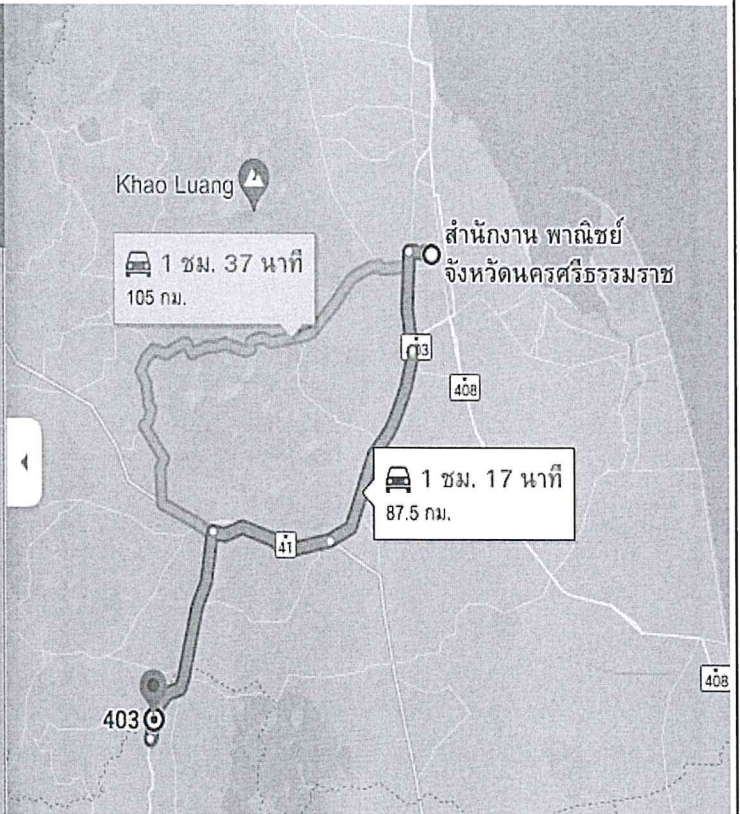 Khao Luang
สำนักงาน พาณิชย์
จังหวัดนครศรีธรรมราช
1 ชม. 37 นาที
105 กม.
408
1 ชม. 17 นาที
87.5 กม.
41
408
403